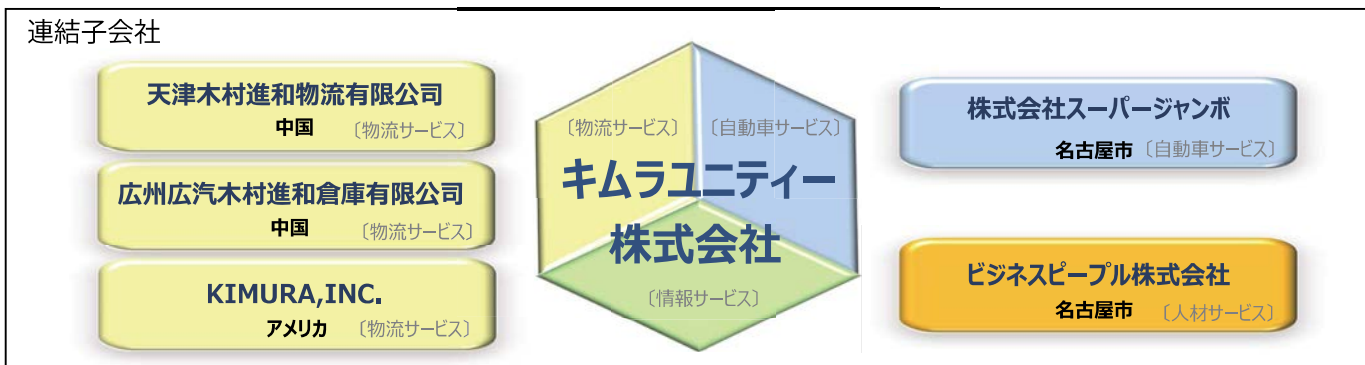 連結子会社
天津木村進和物流有限公司
中国 〔物流サービス〕
広州広汽木村進和倉庫有限公司
中国 〔物流サービス〕
KIMURA,INC.
アメリカ 〔物流サービス〕
〔物流サービス〕 〔自動車サービス〕
キムラユニティー
株式会社
〔情報サービス〕
株式会社スーパージャンボ
名古屋市 〔自動車サービス〕
ビジネスピープル株式会社
名古屋市 〔人材サービス〕